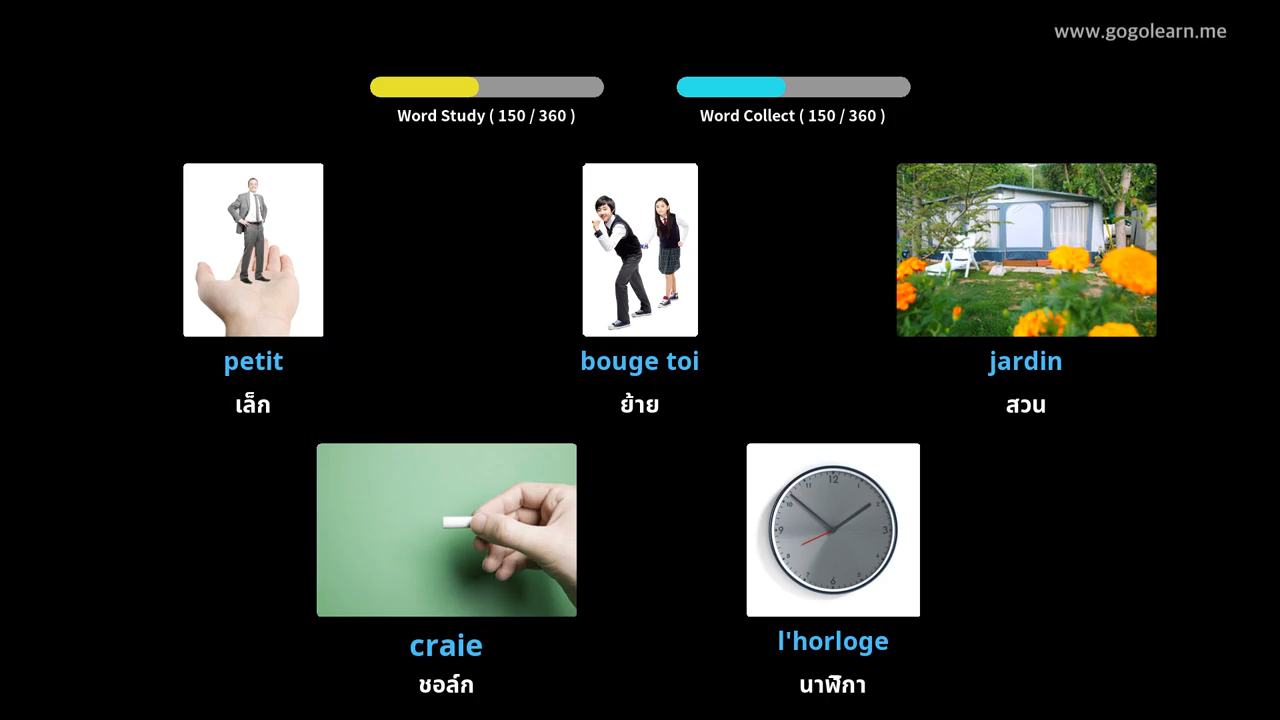 www.gogolearn.me
Word Study ( 150 / 360 )
Word Collect ( 150 / 360 )
petit
bouge toi
jardin
เล็ก
ย้าย
สวน
craie
l'horloge
ชอล์ก
นาฬิกา